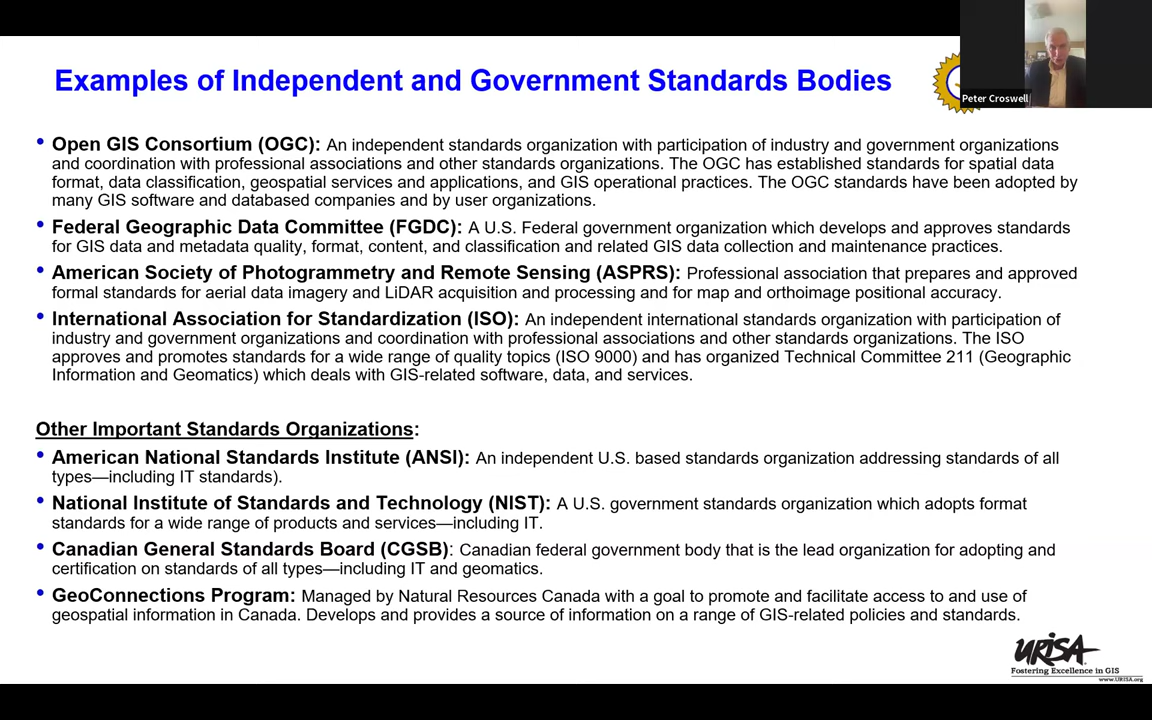 Examples of Independent and Government Standards Bodies
Peter Croswell
• Open GIS Consortium (OGC): An independent standards organization with participation of industry and government organizations
and coordination with professional associations and other standards organizations. The OGC has established standards for spatial data
format, data classification, geospatial services and applications, and GIS operational practices. The OGC standards have been adopted by
many GIS software and databased companies and by user organizations.
• Federal Geographic Data Committee (FGDC): A U.S. Federal government organization which develops and approves standards
for GIS data and metadata quality, format, content, and classification and related GIS data collection and maintenance practices.
• American Society of Photogrammetry and Remote Sensing (ASPRS): Professional association that prepares and approved
formal standards for aerial data imagery and LiDAR acquisition and processing and for map and orthoimage positional accuracy.
• International Association for Standardization (ISO): An independent international standards organization with participation of
industry and government organizations and coordination with professional associations and other standards organizations. The ISO
approves and promotes standards for a wide range of quality topics (ISO 9000) and has organized Technical Committee 211 (Geographic
Information and Geomatics) which deals with GIS-related software, data, and services.
Other Important Standards Organizations:
• American National Standards Institute (ANSI): An independent U.S. based standards organization addressing standards of all
types—including IT standards).
• National Institute of Standards and Technology (NIST): A U.S. government standards organization which adopts format
standards for a wide range of products and services—including IT.
• Canadian General Standards Board (CGSB): Canadian federal government body that is the lead organization for adopting and
certification on standards of all types—including IT and geomatics.
• GeoConnections Program: Managed by Natural Resources Canada with a goal to promote and facilitate access to and use of
geospatial information in Canada. Develops and provides a source of information on a range of GIS-related policies and standards.
URISA
Fostering Excellence in GIS
www.URISA.org